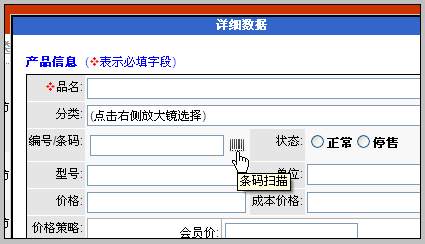 详细数据
产品信息 (❖表示必填字段)
❖品名:
分类: (点击右侧放大镜选择)
编号/条码: 状态: 正常 停售
条码扫描
型号: 单位:
价格: 成本价格:
价格策略: 会员价: